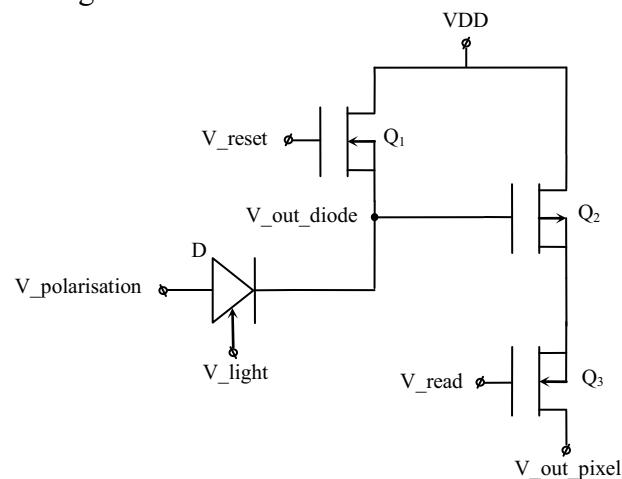 VDD
V_reset
Q₁
V_out_diode
Q₂
D
V_polarisation
V_light
V_read
Q₃
V_out_pixel